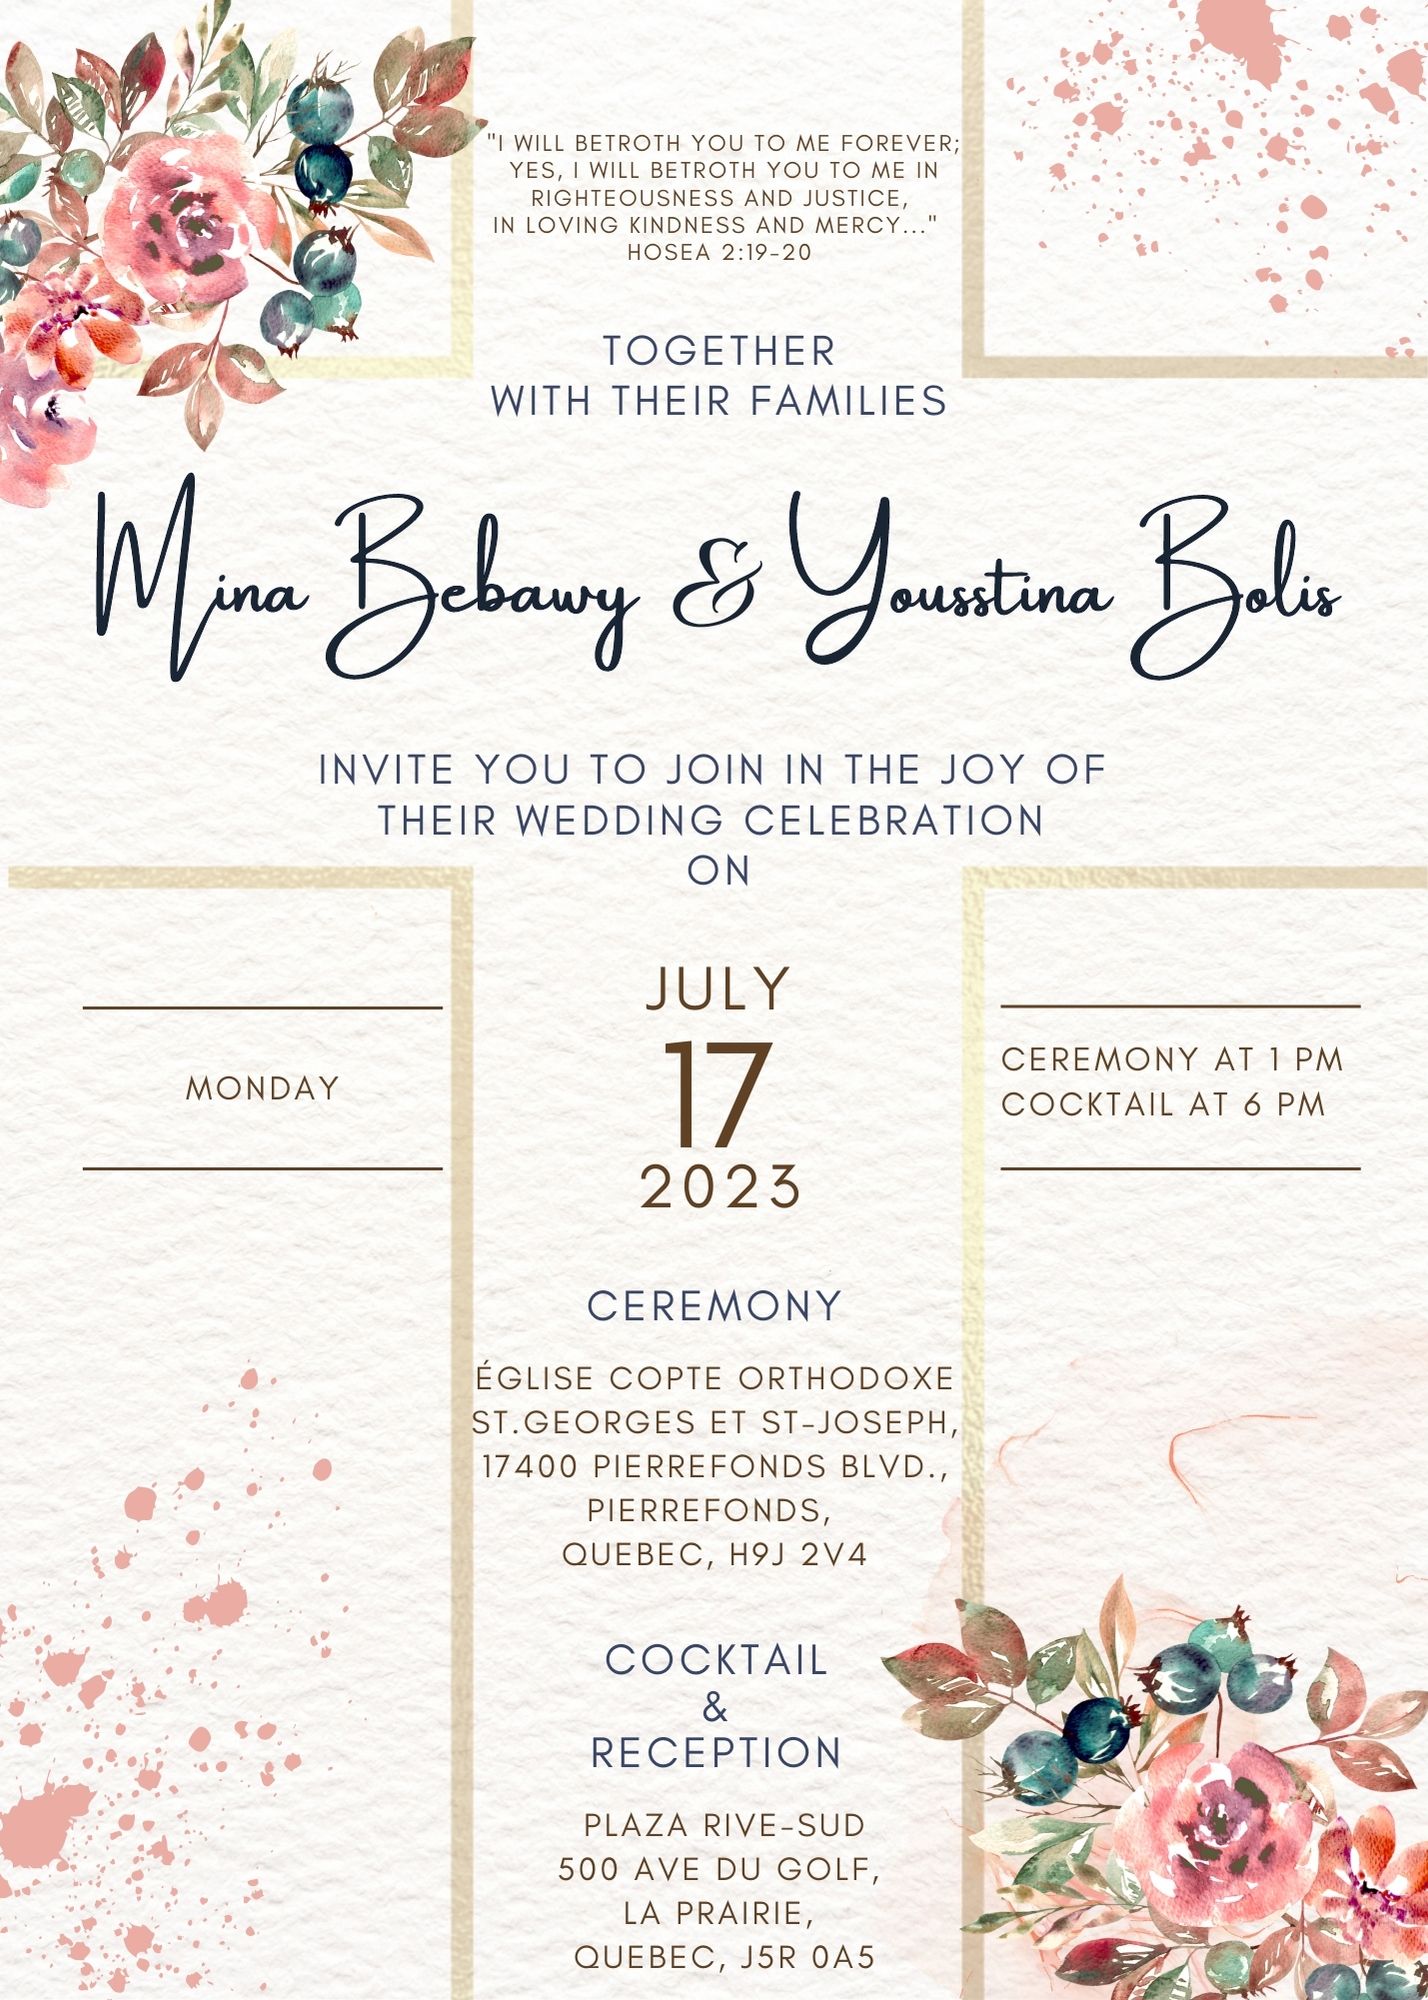 "I WILL BETROTH YOU TO ME FOREVER;
YES, I WILL BETROTH YOU TO ME IN
RIGHTEOUSNESS AND JUSTICE,
IN LOVING KINDNESS AND MERCY..."
HOSEA 2:19-20
TOGETHER
WITH THEIR FAMILIES
Mina Bebawy & Yousstina Bolis
INVITE YOU TO JOIN IN THE JOY OF
THEIR WEDDING CELEBRATION
ON
MONDAY
JULY
17
2023
CEREMONY AT 1 PM
COCKTAIL AT 6 PM
CEREMONY
ÉGLISE COPTE ORTHODOXE
ST.GEORGES ET ST-JOSEPH,
17400 PIERREFONDS BLVD.,
PIERREFONDS,
QUEBEC, H9J 2V4
COCKTAIL
&
RECEPTION
PLAZA RIVE-SUD
500 AVE DU GOLF,
LA PRAIRIE,
QUEBEC, J5R 0A5